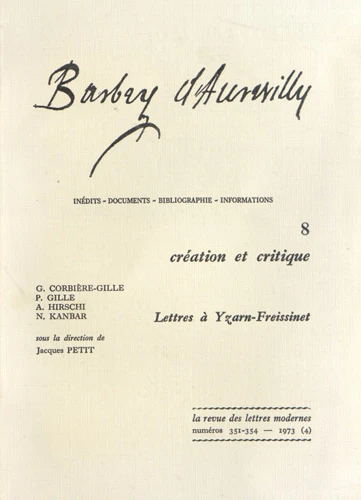 Barbey d'Aurevilly
INÉDITS - DOCUMENTS - BIBLIOGRAPHIE - INFORMATIONS
8
création et critique
G. CORBIÈRE-GILLE
P. GILLE
A. HIRSCHI
N. KANBAR
Lettres à Yzarn-Freissinet
sous la direction de
Jacques PETIT
la revue des lettres modernes
numéros 351-354 — 1973 (4)